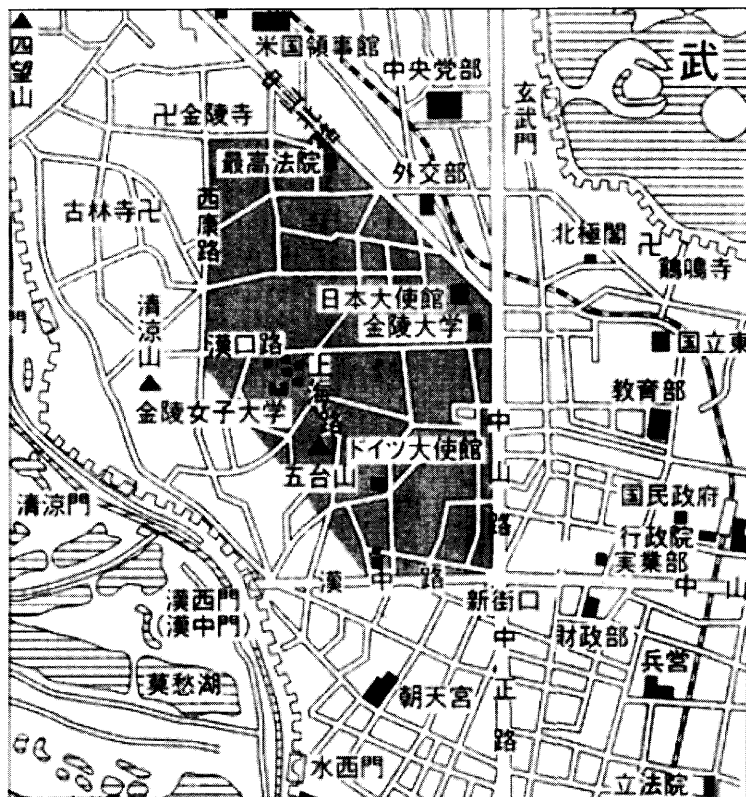 四望山
米国領事館
中央党部
武
玄武門
中山北路
卍金陵寺
最高法院
外交部
古林寺卍
西康路
北極閣
卍
鶏鳴寺
日本大使館
金陵大学
清涼山
門
漢口路
国立東
上海路
教育部
金陵女子大学
ドイツ大使館
中山路
五台山
清涼門
国民政府
行政院
実業部
漢中路
中山
漢西門
(漢中門)
新街口
財政部
中正路
兵営
莫愁湖
朝天宮
水西門
立法院